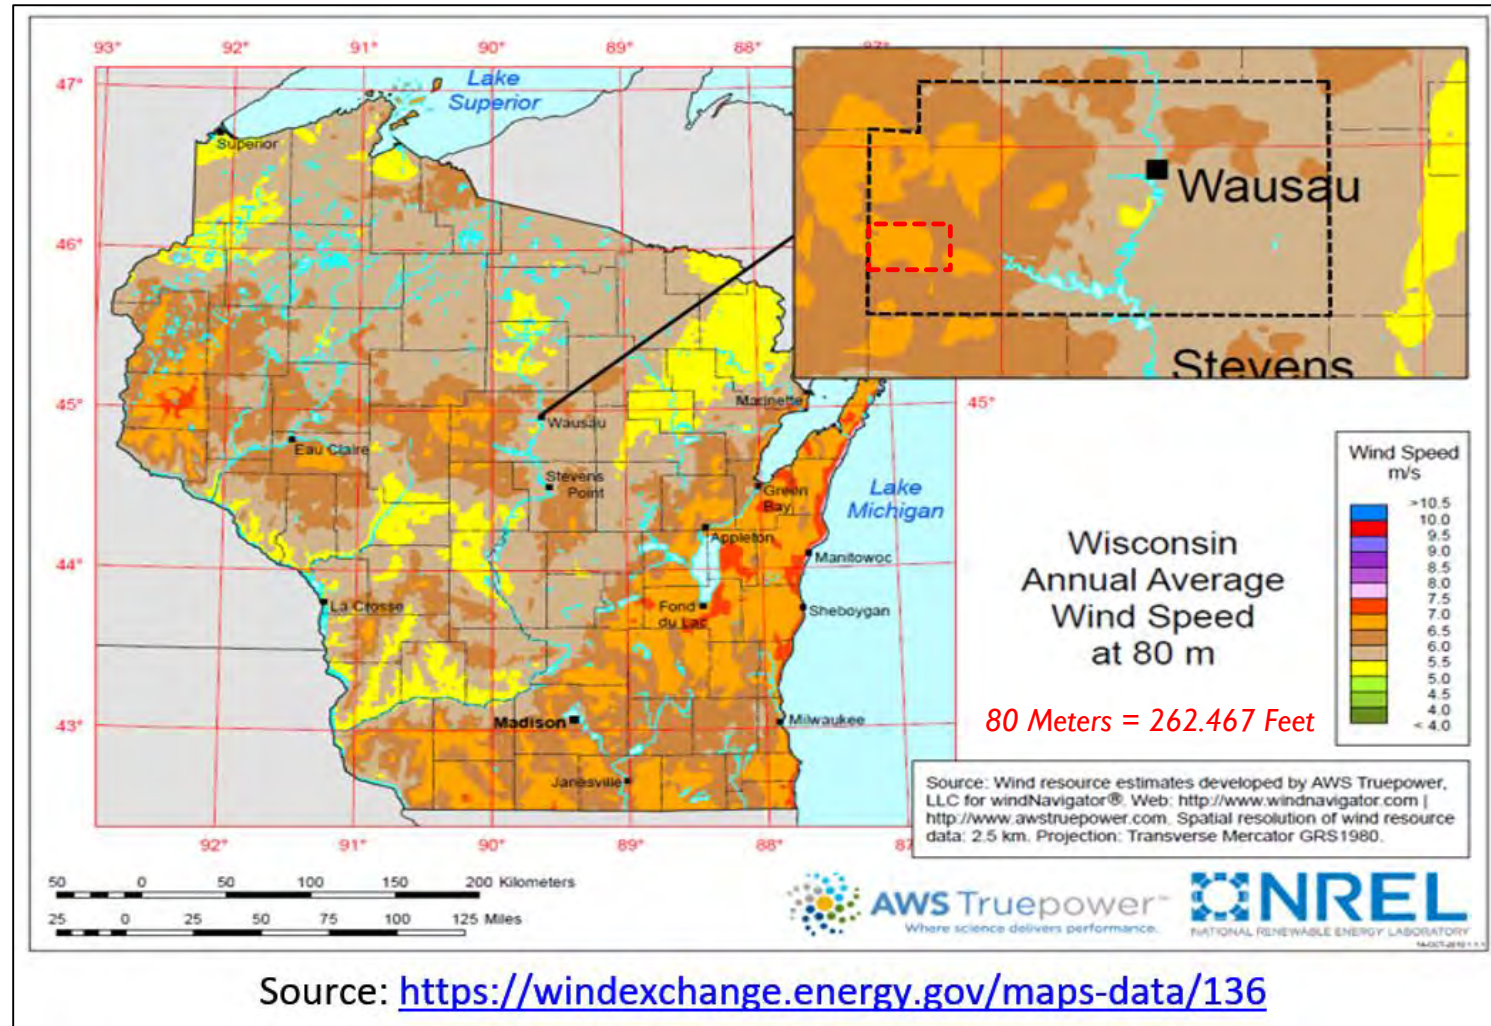 93° 92° 91° 90° 89° 88°
47°
46°
45°
44°
43°
45°
92° 91° 90° 89° 88°
Lake
Superior
Superior
Marinette
Wausau
Eau Claire
Stevens
Point
Green
Bay
Lake
Michigan
Appleton
Manitowoc
La Crosse
Fond
du Lac
Sheboygan
Madison
Milwaukee
Janesville
Wausau
Stevens
Wisconsin
Annual Average
Wind Speed
at 80 m
80 Meters = 262.467 Feet
Wind Speed
m/s
>10.5
10.0
9.5
9.0
8.5
8.0
7.5
7.0
6.5
6.0
5.5
5.0
4.5
4.0
< 4.0
Source: Wind resource estimates developed by AWS Truepower,
LLC for windNavigator®. Web: http://www.windnavigator.com |
http://www.awstruepower.com. Spatial resolution of wind resource
data: 2.5 km. Projection: Transverse Mercator GRS1980.
50 0 50 100 150 200 Kilometers
25 0 25 50 75 100 125 Miles
AWS Truepower™
Where science delivers performance.
NREL
NATIONAL RENEWABLE ENERGY LABORATORY
Source: https://windexchange.energy.gov/maps-data/136